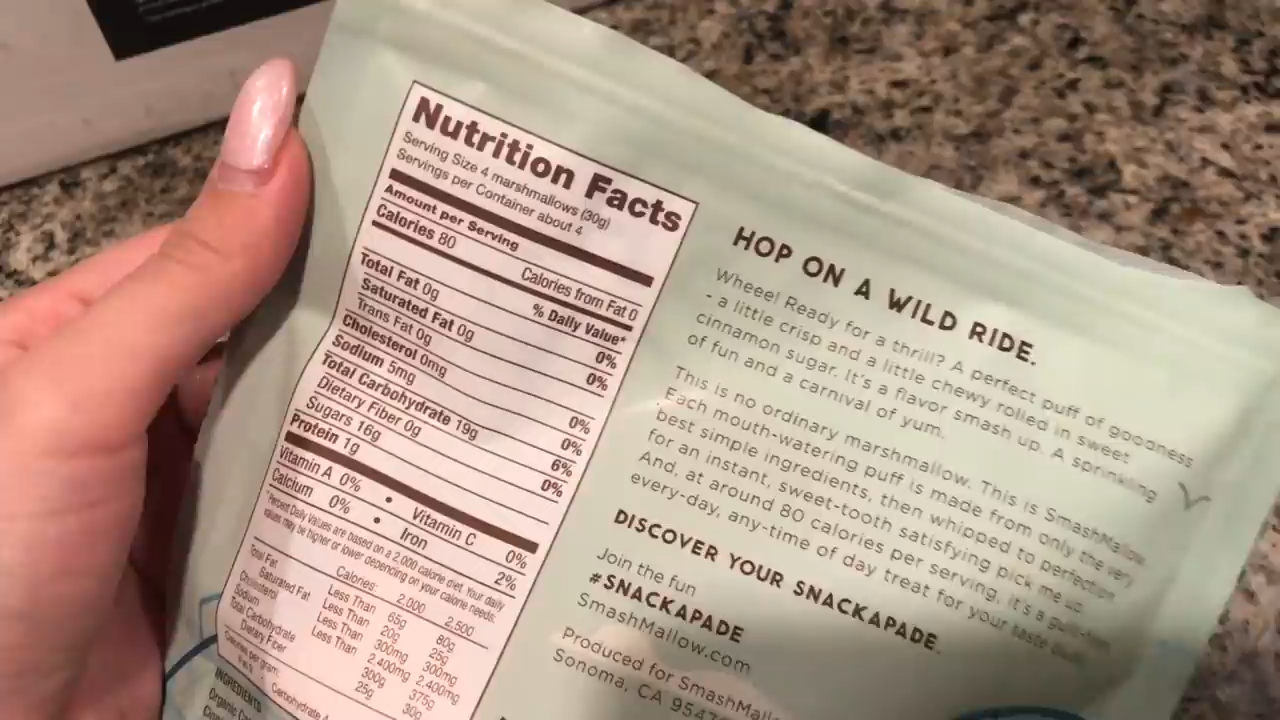 Nutrition Facts
Serving Size 4 marshmallows (30g)
Servings per Container about 4
Amount per Serving
Calories 80 Calories from Fat 0
% Daily Value*
Total Fat 0g 0%
Saturated Fat 0g 0%
Trans Fat 0g
Cholesterol 0mg 0%
Sodium 5mg 0%
Total Carbohydrate 19g 6%
Dietary Fiber 0g 0%
Sugars 16g
Protein 1g
Vitamin A 0% • Vitamin C 0%
Calcium 0% • Iron 2%
*Percent Daily Values are based on a 2,000 calorie diet. Your daily
values may be higher or lower depending on your calorie needs:
Calories: 2,000 2,500
Total Fat Less Than 65g 80g
Saturated Fat Less Than 20g 25g
Cholesterol Less Than 300mg 300mg
Sodium Less Than 2,400mg 2,400mg
Total Carbohydrate 300g 375g
Dietary Fiber 25g 30g
Calories per gram:
Carbohydrate 4
INGREDIENTS
Organic
HOP ON A WILD RIDE.
Wheee! Ready for a thrill? A perfect puff of goodness
- a little crisp and a little chewy rolled in sweet
cinnamon sugar. It's a flavor smash up. A sprinkling
of fun and a carnival of yum.
This is no ordinary marshmallow. This is SmashMallow.
Each mouth-watering puff is made from only the very
best simple ingredients, then whipped to perfection
for an instant, sweet-tooth satisfying pick me up.
And, at around 80 calories per serving, it's a
every-day, any-time of day treat for your taste
DISCOVER YOUR SNACKAPADE.
Join the fun
#SNACKAPADE
SmashMallow.com
Produced for
Sonoma, CA